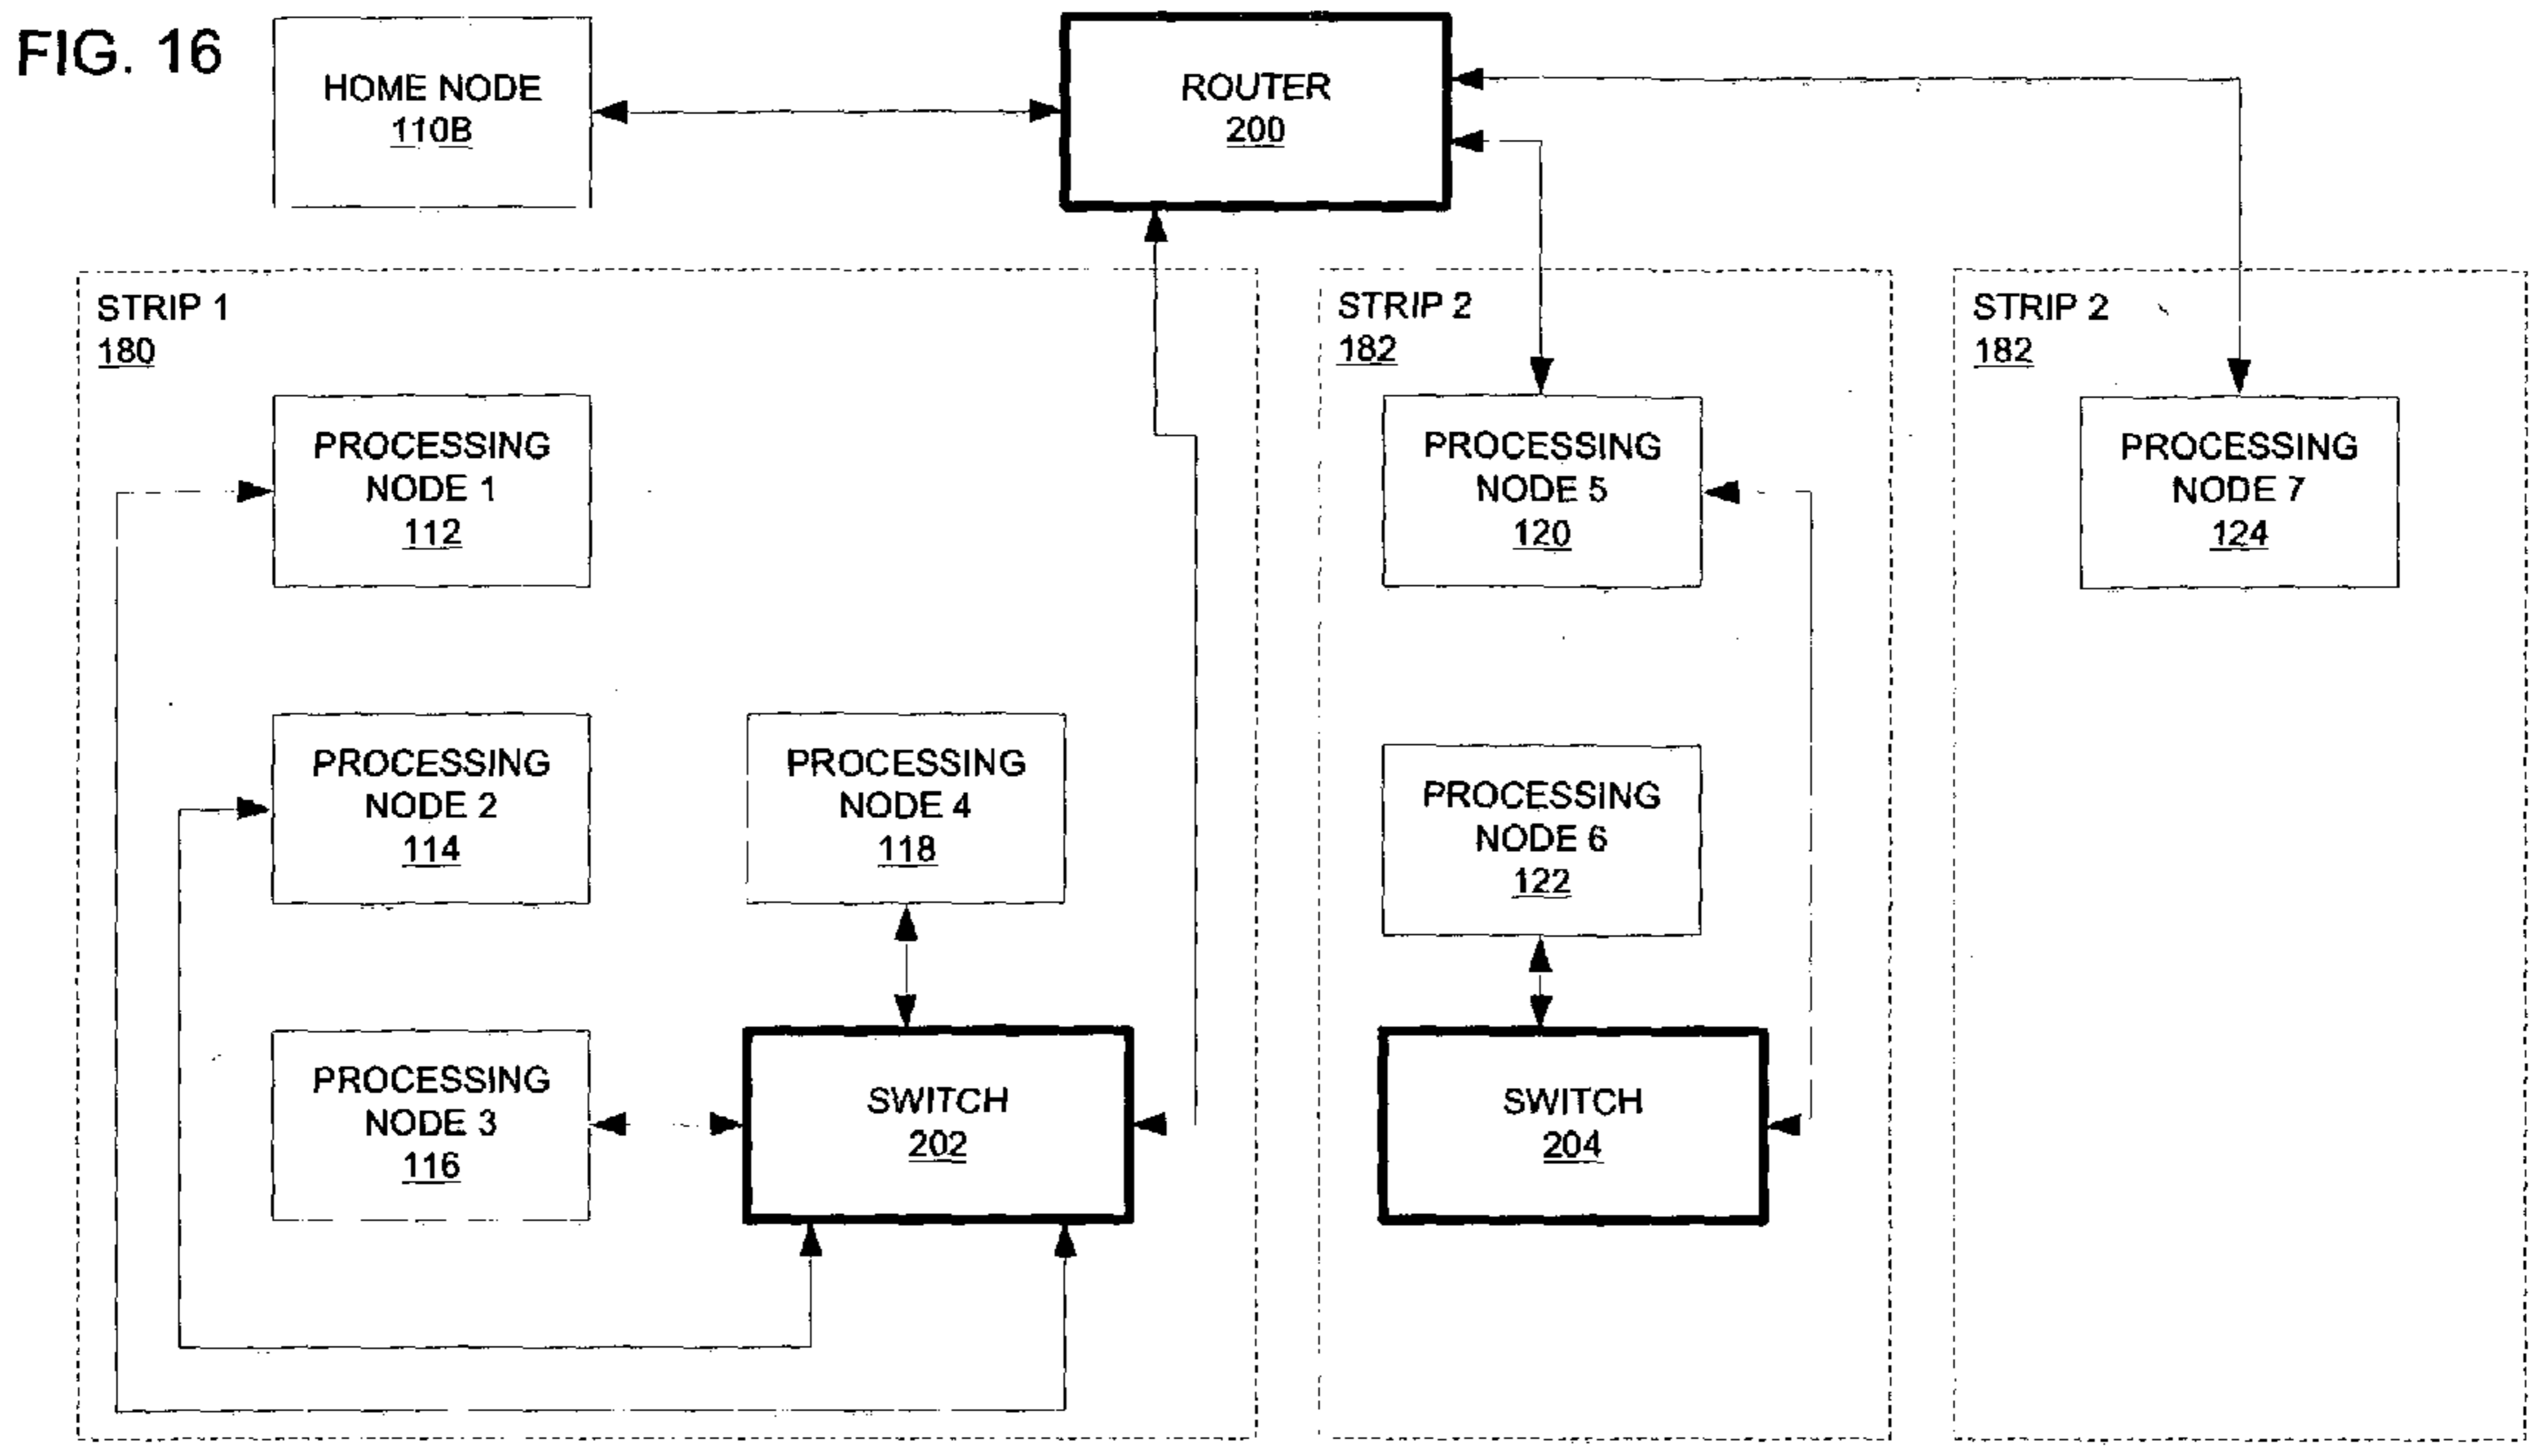 FIG. 16
HOME NODE
110B
ROUTER
200
STRIP 1
180
PROCESSING
NODE 1
112
PROCESSING
NODE 2
114
PROCESSING
NODE 4
118
PROCESSING
NODE 3
116
SWITCH
202
STRIP 2
182
PROCESSING
NODE 5
120
PROCESSING
NODE 6
122
SWITCH
204
STRIP 2
182
PROCESSING
NODE 7
124